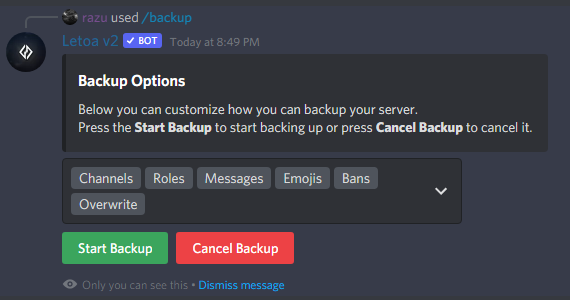 razu used /backup
Letoa v2 ✓ BOT Today at 8:49 PM
Backup Options
Below you can customize how you can backup your server.
Press the Start Backup to start backing up or press Cancel Backup to cancel it.
Channels Roles Messages Emojis Bans
Overwrite
Start Backup Cancel Backup
Only you can see this • Dismiss message